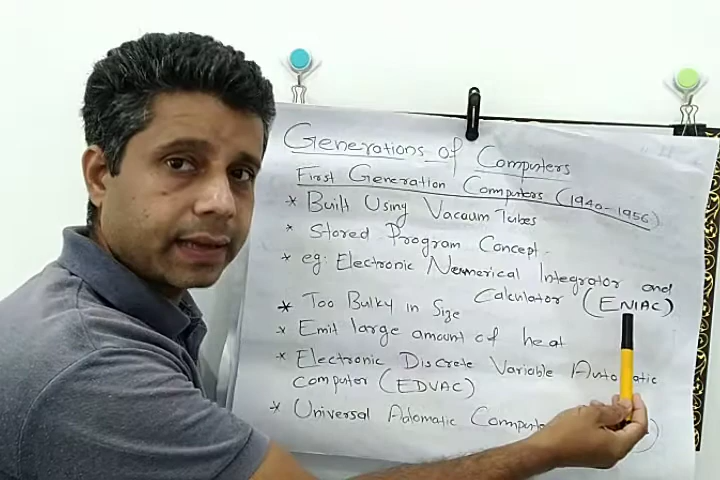 Generations of Computers
First Generation Computers (1940-1956)
* Built Using Vacuum Tubes
* Stored Program Concept.
* eg: Electronic Neumerical Integrator and
Calculator (ENIAC)
* Too Bulky in Size
* Emit large amount of heat
* Electronic Discrete Variable Automatic
Computer (EDVAC)
* Universal Automatic